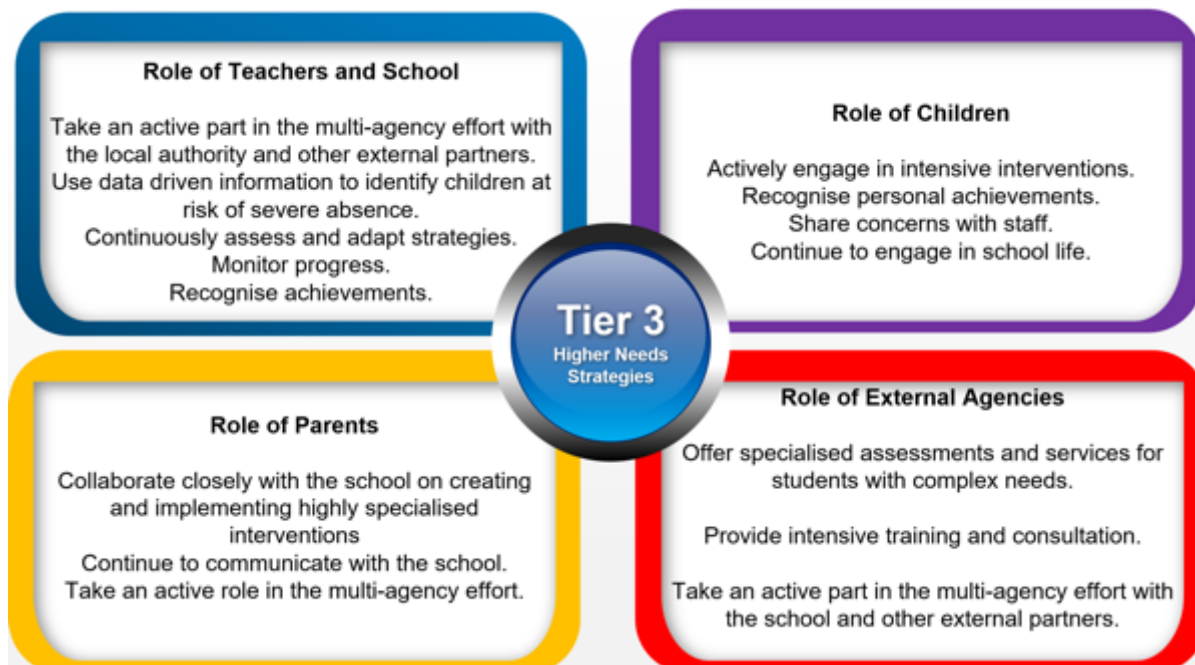 Role of Teachers and School
Take an active part in the multi-agency effort with
the local authority and other external partners.
Use data driven information to identify children at
risk of severe absence.
Continuously assess and adapt strategies.
Monitor progress.
Recognise achievements.
Role of Children
Actively engage in intensive interventions.
Recognise personal achievements.
Share concerns with staff.
Continue to engage in school life.
Tier 3
Higher Needs
Strategies
Role of Parents
Collaborate closely with the school on creating
and implementing highly specialised
interventions
Continue to communicate with the school.
Take an active role in the multi-agency effort.
Role of External Agencies
Offer specialised assessments and services for
students with complex needs.
Provide intensive training and consultation.
Take an active part in the multi-agency effort with
the school and other external partners.